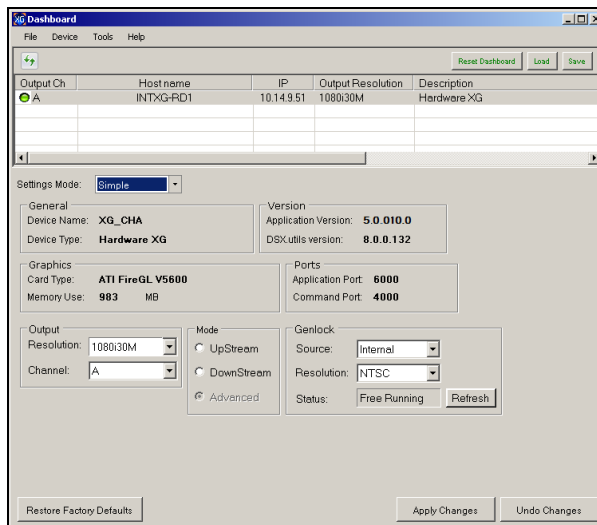 XG Dashboard
File Device Tools Help
Reset Dashboard Load Save
Output Ch Host name IP Output Resolution Description
A INTXG-RD1 10.14.9.51 1080i30M Hardware XG
Settings Mode: Simple
General
Device Name: XG_CHA
Device Type: Hardware XG
Version
Application Version: 5.0.010.0
DSX.utils version: 8.0.0.132
Graphics
Card Type: ATI FireGL V5600
Memory Use: 983 MB
Ports
Application Port: 6000
Command Port: 4000
Output
Resolution: 1080i30M
Channel: A
Mode
UpStream
DownStream
Advanced
Genlock
Source: Internal
Resolution: NTSC
Status: Free Running Refresh
Restore Factory Defaults Apply Changes Undo Changes